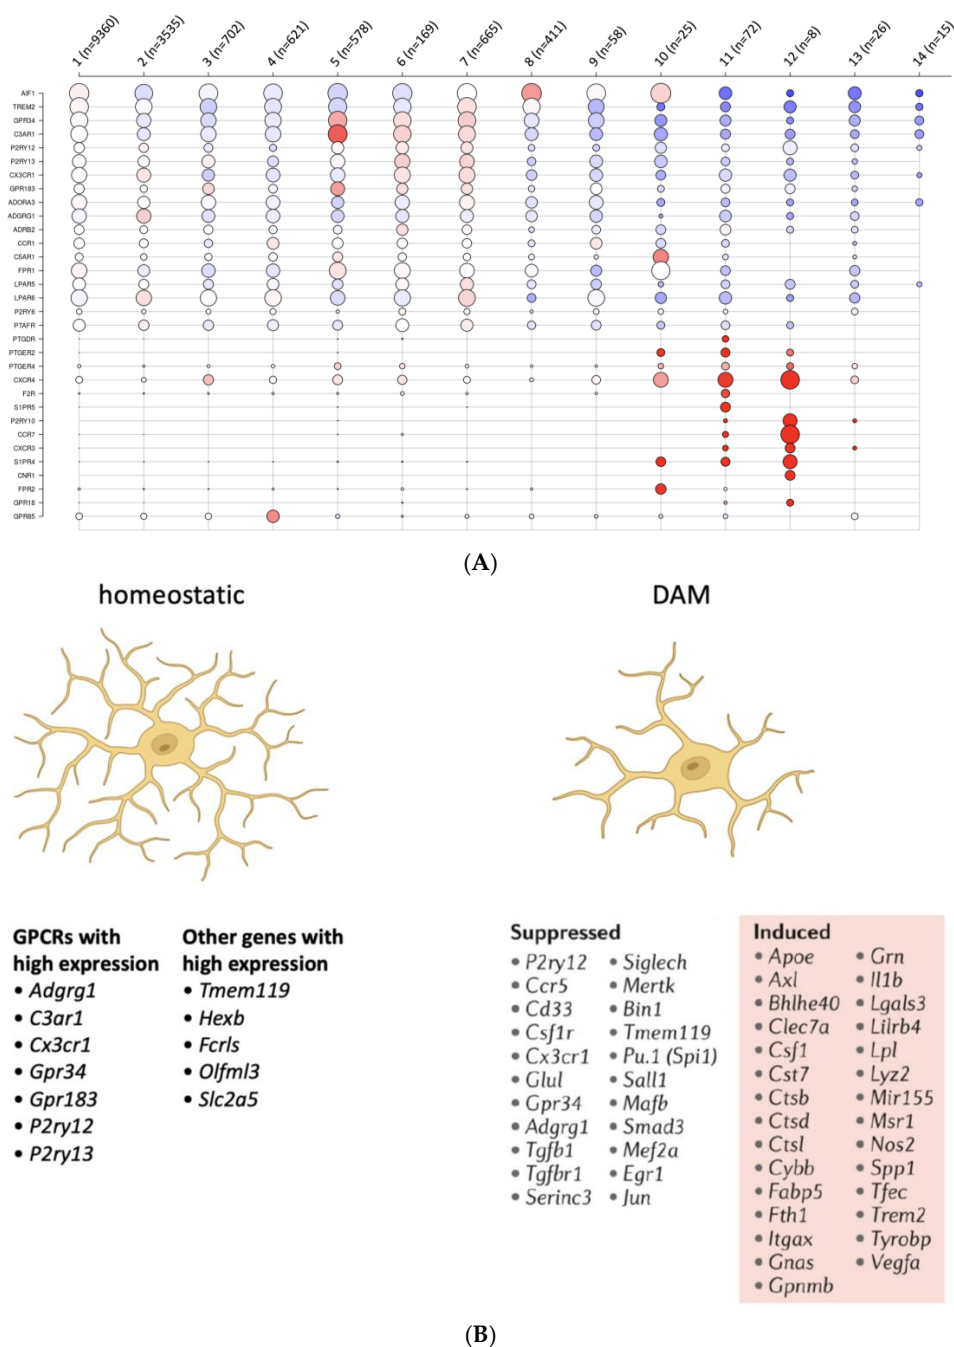 1 (n=9360)
2 (n=3535)
3 (n=702)
4 (n=621)
5 (n=578)
6 (n=169)
7 (n=665)
8 (n=411)
9 (n=58)
10 (n=25)
11 (n=72)
12 (n=8)
13 (n=26)
14 (n=15)
AIF1
TREM2
GPR34
C3AR1
P2RY12
P2RY13
CX3CR1
GPR183
ADORA3
ADGRG1
ADRB2
CCR1
C5AR1
FPR1
LPAR5
LPAR6
P2RY6
PTAFR
PTGDR
PTGER2
PTGER4
CXCR4
F2R
S1PR5
P2RY10
CCR7
CXCR3
S1PR4
CNR1
FPR2
GPR18
GPR85
(A)
homeostatic
DAM
GPCRs with
high expression
• Adgrg1
• C3ar1
• Cx3cr1
• Gpr34
• Gpr183
• P2ry12
• P2ry13
Other genes with
high expression
• Tmem119
• Hexb
• Fcrls
• Olfml3
• Slc2a5
Suppressed
• P2ry12
• Ccr5
• Cd33
• Csf1r
• Cx3cr1
• Glul
• Gpr34
• Adgrg1
• Tgfb1
• Tgfbr1
• Serinc3
• Siglech
• Mertk
• Bin1
• Tmem119
• Pu.1 (Spi1)
• Sall1
• Mafb
• Smad3
• Mef2a
• Egr1
• Jun
Induced
• Apoe
• Axl
• Bhlhe40
• Clec7a
• Csf1
• Cst7
• Ctsb
• Ctsd
• Ctsl
• Cybb
• Fabp5
• Fth1
• Itgax
• Gnas
• Gpnmb
• Grn
• Il1b
• Lgals3
• Lilrb4
• Lpl
• Lyz2
• Mir155
• Msr1
• Nos2
• Spp1
• Tfec
• Trem2
• Tyrobp
• Vegfa
(B)